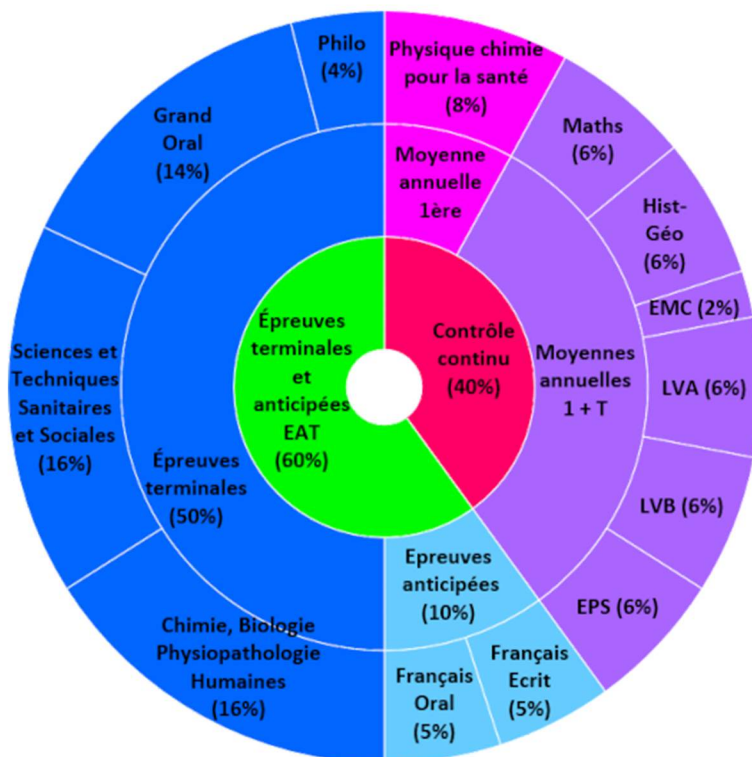 Philo
(4%)
Physique chimie
pour la santé
(8%)
Grand
Oral
(14%)
Maths
(6%)
Moyenne
annuelle
1ère
Hist-
Géo
(6%)
EMC (2%)
Épreuves
terminales
et
anticipées
EAT
(60%)
Contrôle
continu
(40%)
Moyennes
annuelles
1 + T
LVA (6%)
Sciences et
Techniques
Sanitaires
et Sociales
(16%)
Épreuves
terminales
(50%)
LVB (6%)
Epreuves
anticipées
(10%)
EPS (6%)
Chimie, Biologie
Physiopathologie
Humaines
(16%)
Français
Oral
(5%)
Français
Ecrit
(5%)